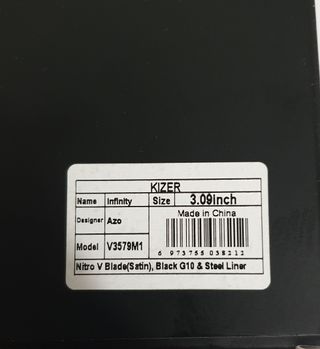 KIZER
Name Infinity Size 3.09inch
Designer Azo Made in China
Model V3579M1
6 973755 038212
Nitro V Blade(Satin), Black G10 & Steel Liner